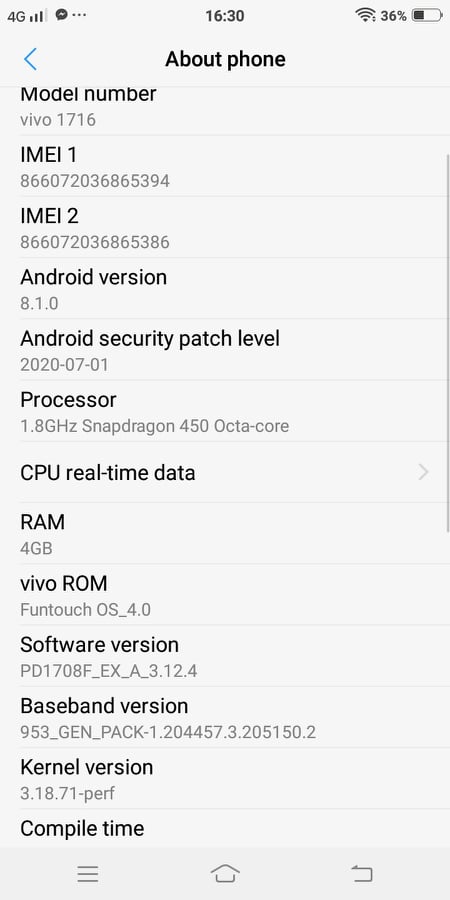 4G 16:30 36%
About phone
Model number
vivo 1716
IMEI 1
866072036865394
IMEI 2
866072036865386
Android version
8.1.0
Android security patch level
2020-07-01
Processor
1.8GHz Snapdragon 450 Octa-core
CPU real-time data
RAM
4GB
vivo ROM
Funtouch OS_4.0
Software version
PD1708F_EX_A_3.12.4
Baseband version
953_GEN_PACK-1.204457.3.205150.2
Kernel version
3.18.71-perf
Compile time